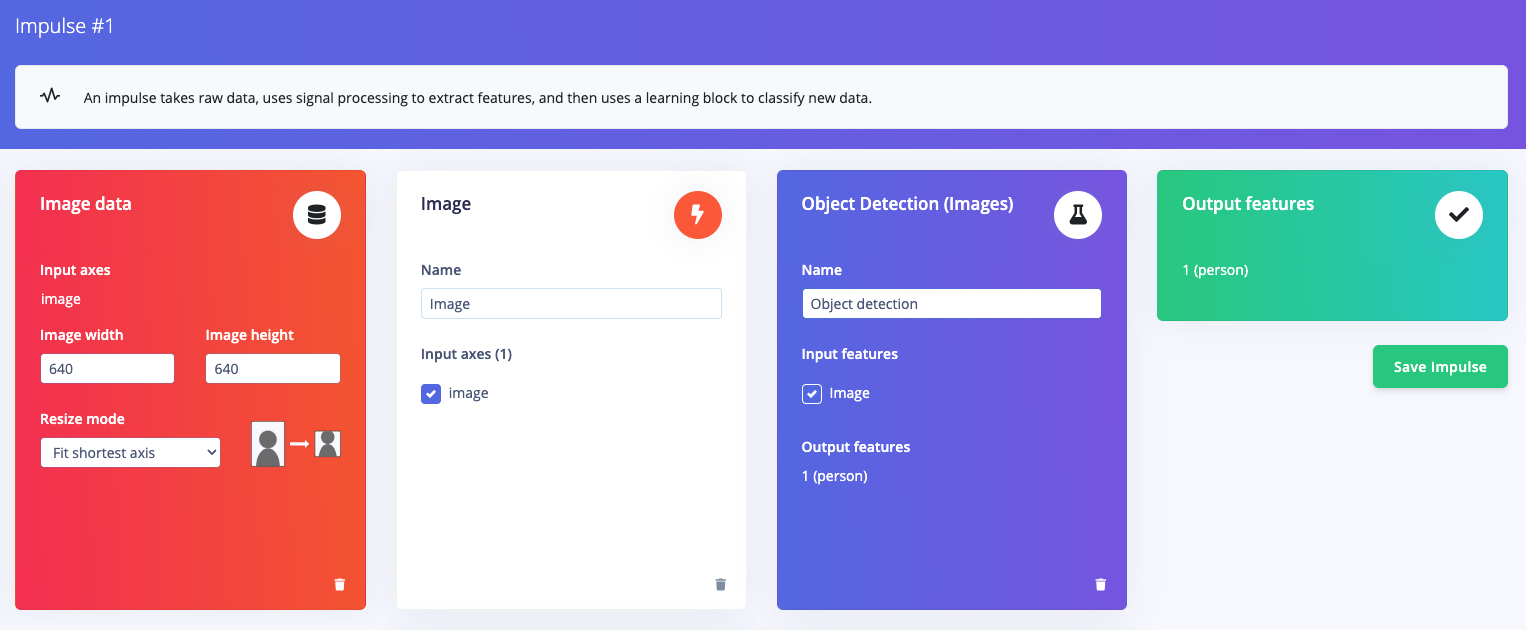 Impulse #1
An impulse takes raw data, uses signal processing to extract features, and then uses a learning block to classify new data.
Image data
Input axes
image
Image width
Image height
640
640
Resize mode
Fit shortest axis
Image
Name
Image
Input axes (1)
image
Object Detection (Images)
Name
Object detection
Input features
Image
Output features
1 (person)
Output features
1 (person)
Save Impulse